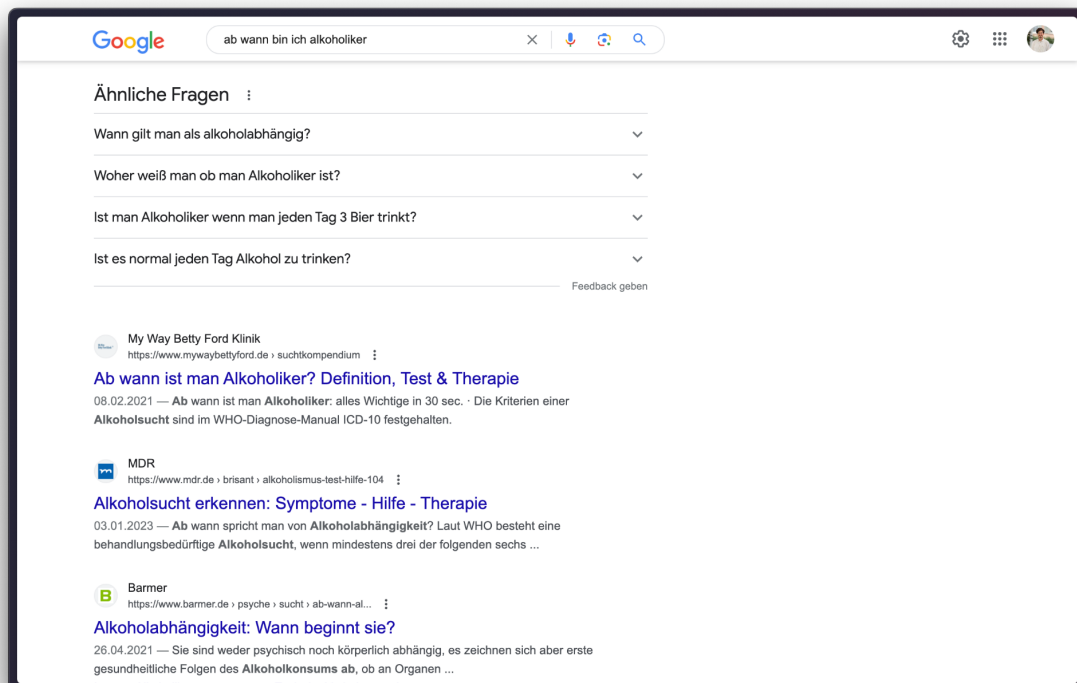 Google
ab wann bin ich alkoholiker
Ähnliche Fragen
Wann gilt man als alkoholabhängig?
Woher weiß man ob man Alkoholiker ist?
Ist man Alkoholiker wenn man jeden Tag 3 Bier trinkt?
Ist es normal jeden Tag Alkohol zu trinken?
Feedback geben
My Way Betty Ford Klinik
https://www.mywaybettyford.de › suchtkompendium
Ab wann ist man Alkoholiker? Definition, Test & Therapie
08.02.2021 — Ab wann ist man Alkoholiker: alles Wichtige in 30 sec. · Die Kriterien einer
Alkoholsucht sind im WHO-Diagnose-Manual ICD-10 festgehalten.
MDR
https://www.mdr.de › brisant › alkoholismus-test-hilfe-104
Alkoholsucht erkennen: Symptome - Hilfe - Therapie
03.01.2023 — Ab wann spricht man von Alkoholabhängigkeit? Laut WHO besteht eine
behandlungsbedürftige Alkoholsucht, wenn mindestens drei der folgenden sechs ...
Barmer
https://www.barmer.de › psyche › sucht › ab-wann-al...
Alkoholabhängigkeit: Wann beginnt sie?
26.04.2021 — Sie sind weder psychisch noch körperlich abhängig, es zeichnen sich aber erste
gesundheitliche Folgen des Alkoholkonsums ab, ob an Organen ...